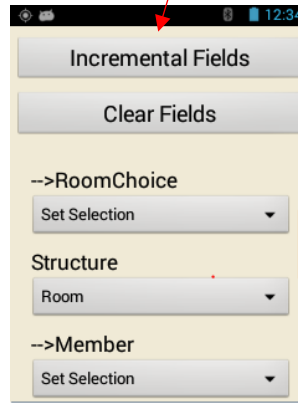 12:34
Incremental Fields
Clear Fields
-->RoomChoice
Set Selection
Structure
Room
-->Member
Set Selection